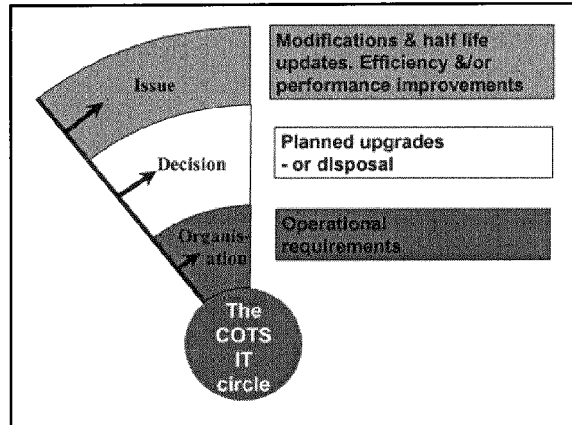 Issue
Modifications & half life
updates. Efficiency &/or
performance improvements
Decision
Planned upgrades
- or disposal
Organis-
ation
Operational
requirements
The
COTS
IT
circle